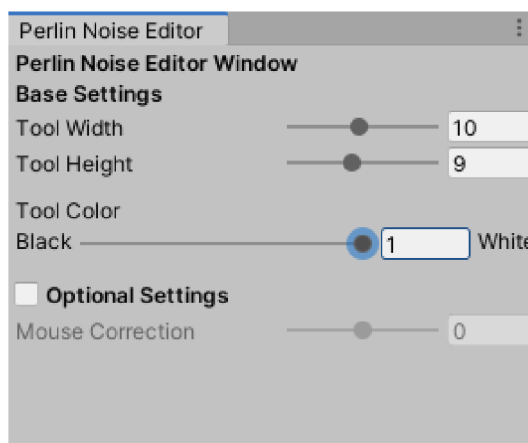 Perlin Noise Editor
Perlin Noise Editor Window
Base Settings
Tool Width 10
Tool Height 9
Tool Color
Black 1 White
Optional Settings
Mouse Correction 0